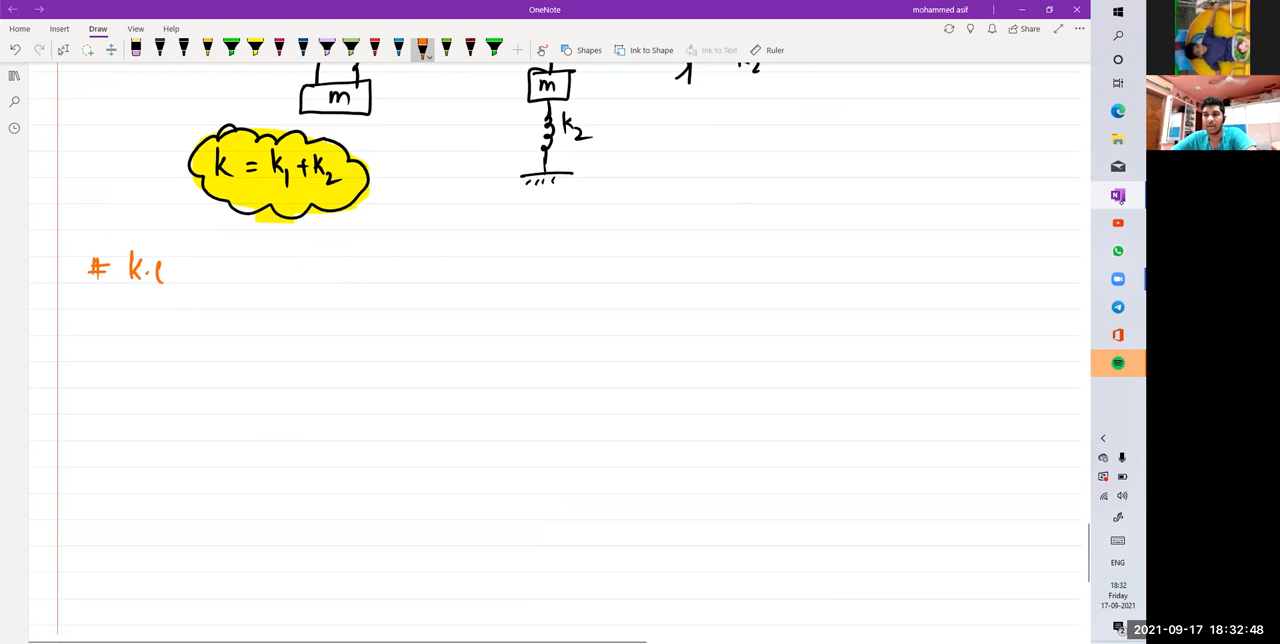 OneNote
mohammed asif
Home Insert Draw View Help
Shapes Ink to Shape Ink to Text Ruler Share
k2
m
m
k2
k = k1 + k2
# k.e
ENG
18:32
Friday
17-09-2021
2021-09-17 18:32:48